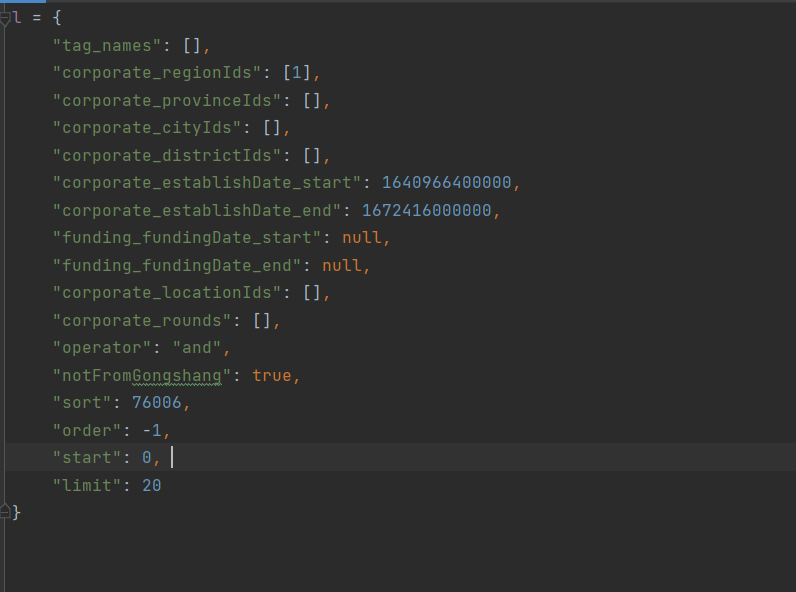 l = {
"tag_names": [],
"corporate_regionIds": [1],
"corporate_provinceIds": [],
"corporate_cityIds": [],
"corporate_districtIds": [],
"corporate_establishDate_start": 1640966400000,
"corporate_establishDate_end": 1672416000000,
"funding_fundingDate_start": null,
"funding_fundingDate_end": null,
"corporate_locationIds": [],
"corporate_rounds": [],
"operator": "and",
"notFromGongshang": true,
"sort": 76006,
"order": -1,
"start": 0,
"limit": 20
}